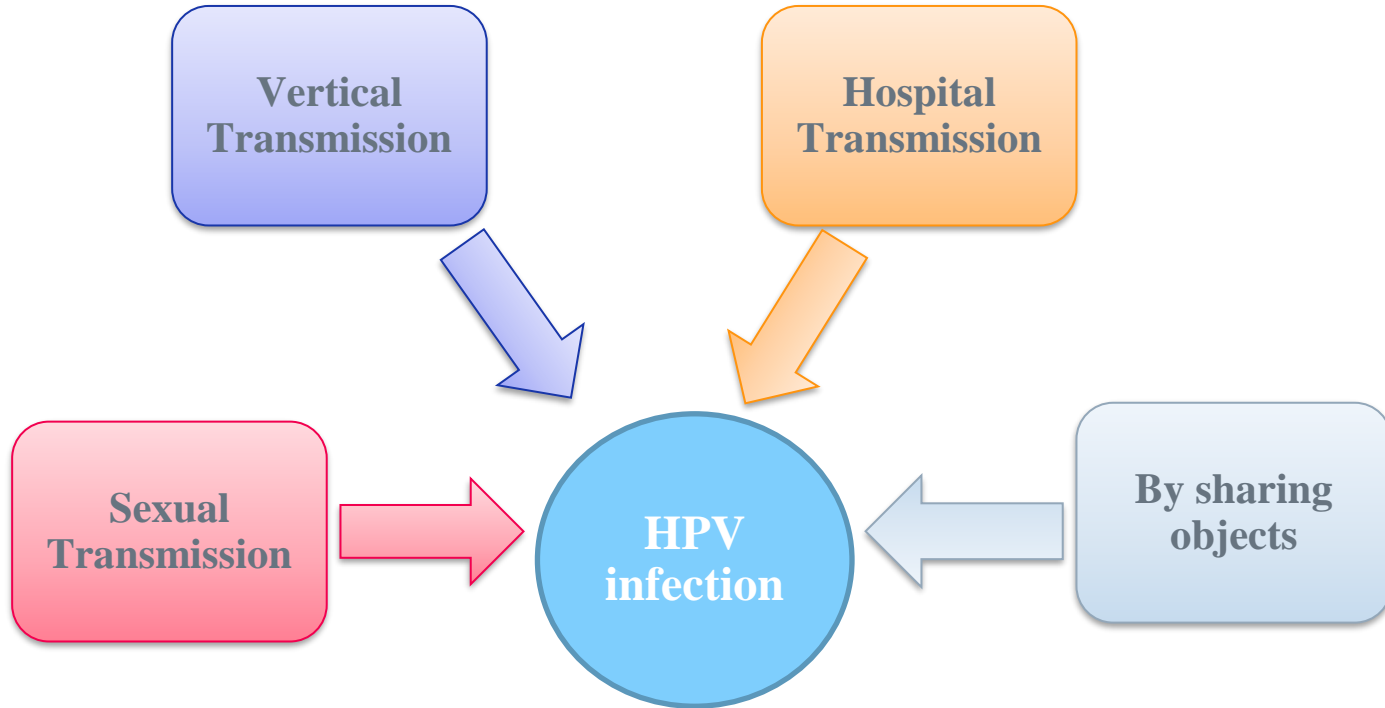 Vertical
Transmission
Hospital
Transmission
Sexual
Transmission
HPV
infection
By sharing
objects